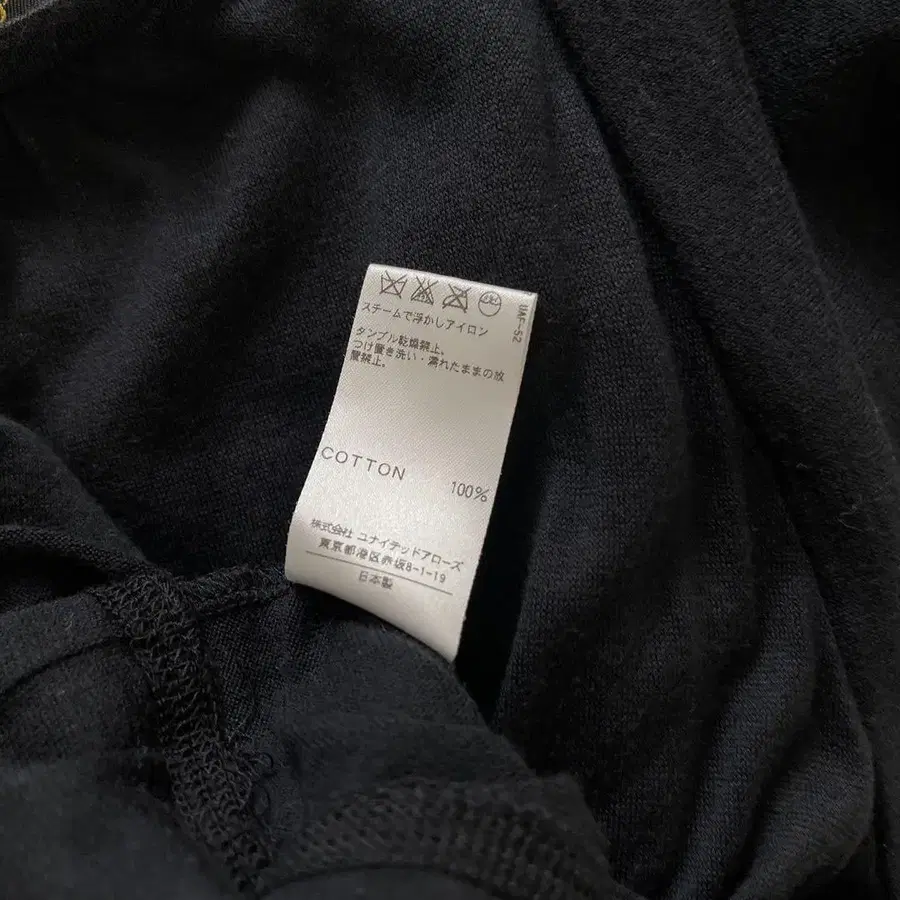 UAF-52
スチームで浮かしアイロン
タンブル乾燥禁止。
つけ置き洗い・濡れたままの放
置禁止。
COTTON
100%
株式会社 ユナイテッドアローズ
東京都港区赤坂8-1-19
日本製